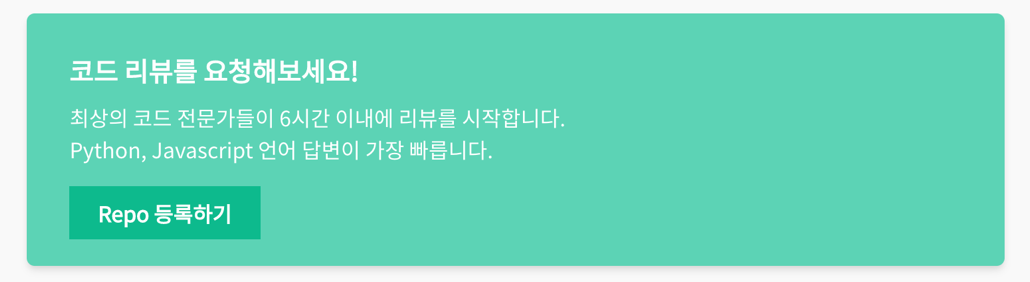 코드 리뷰를 요청해보세요!
최상의 코드 전문가들이 6시간 이내에 리뷰를 시작합니다.
Python, Javascript 언어 답변이 가장 빠릅니다.
Repo 등록하기